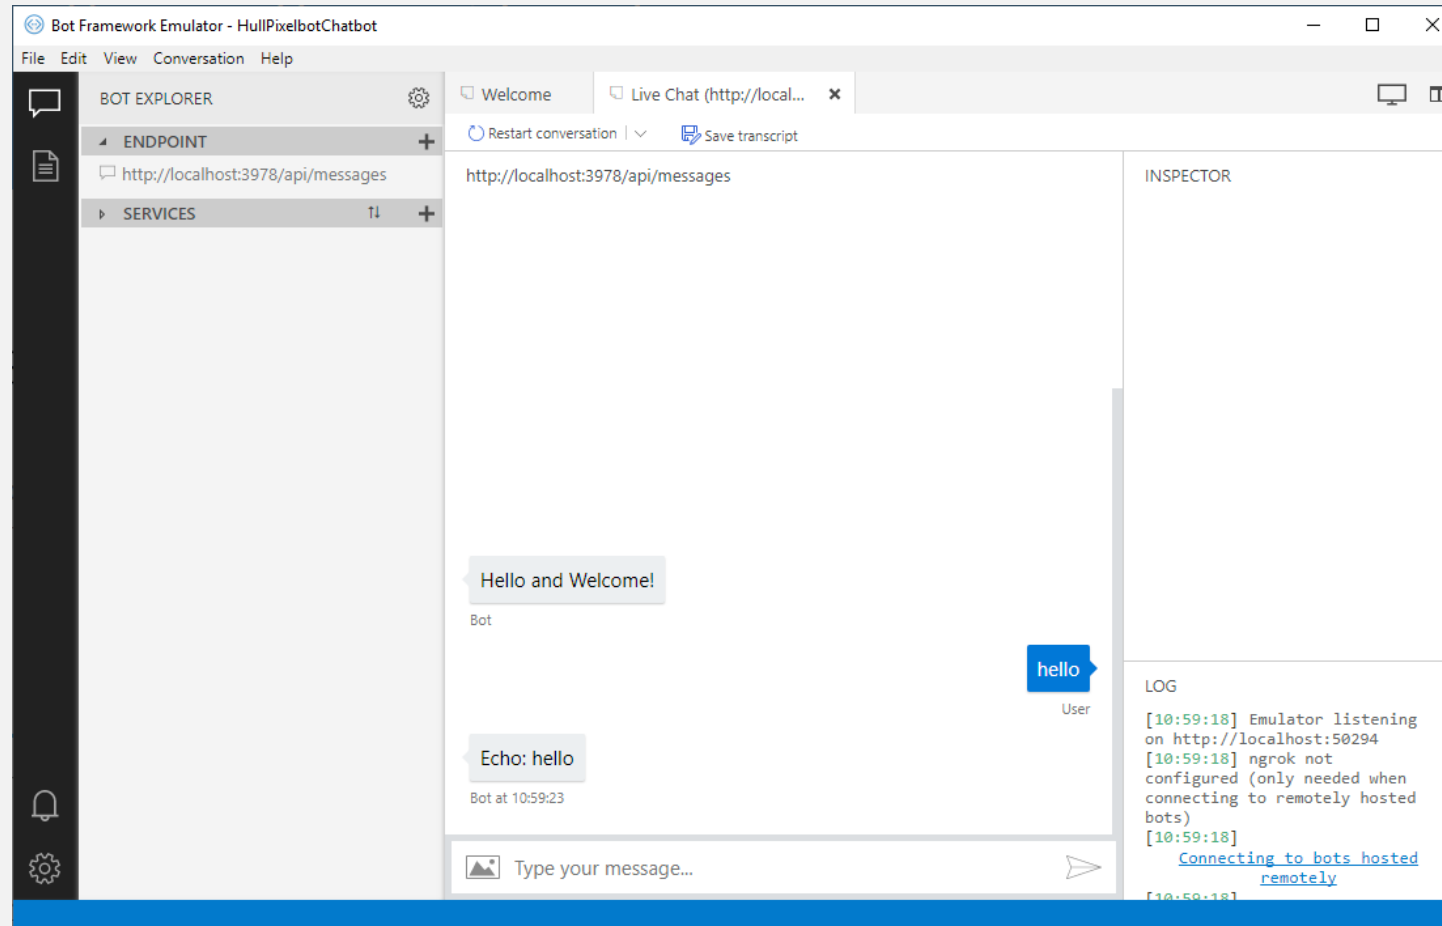 Bot Framework Emulator - HullPixelbotChatbot
File Edit View Conversation Help
BOT EXPLORER
ENDPOINT
http://localhost:3978/api/messages
SERVICES
Welcome
Live Chat (http://local...
Restart conversation
Save transcript
http://localhost:3978/api/messages
Hello and Welcome!
Bot
hello
User
Echo: hello
Bot at 10:59:23
Type your message...
INSPECTOR
LOG
[10:59:18] Emulator listening
on http://localhost:50294
[10:59:18] ngrok not
configured (only needed when
connecting to remotely hosted
bots)
[10:59:18]
Connecting to bots hosted
remotely
[10:59:18]